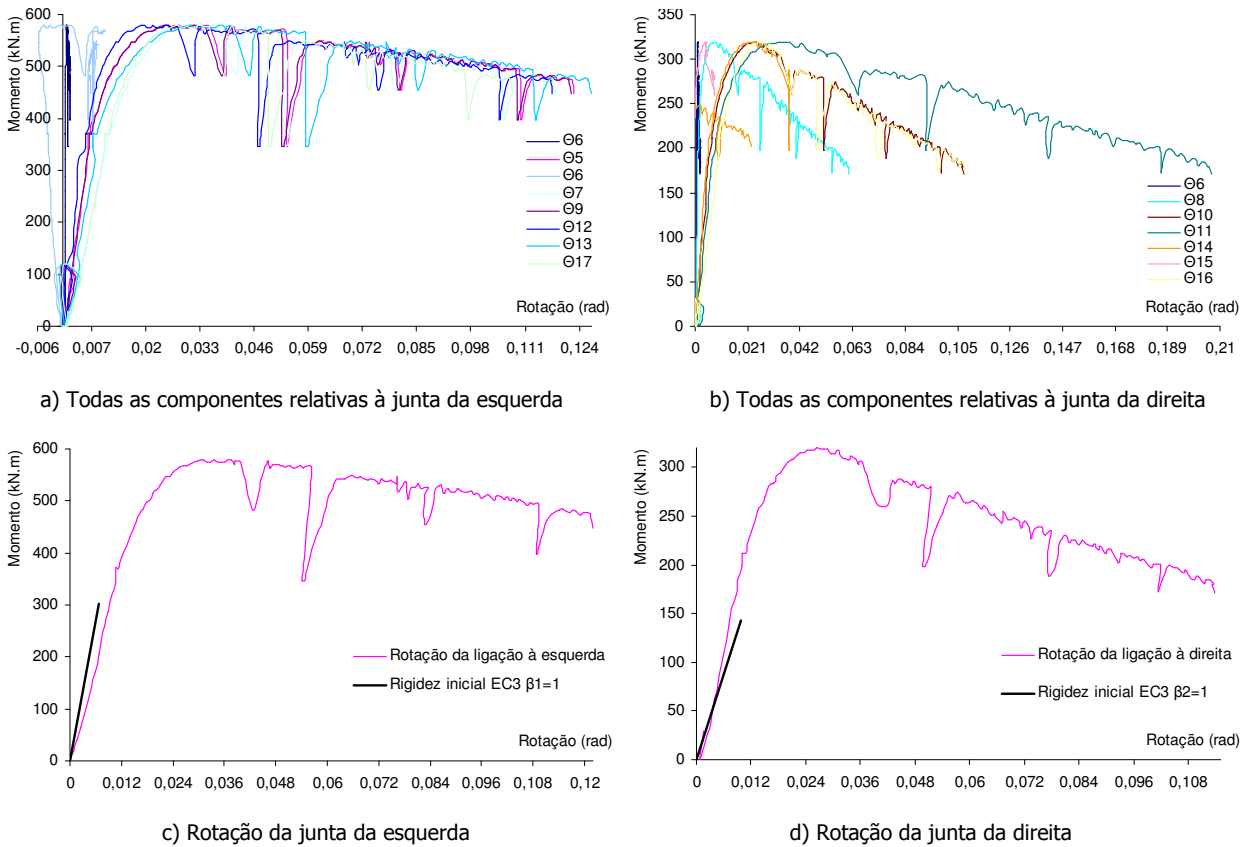 Momento (kN.m)
600
500
400
300
200
100
0
-0,006 0,007 0,02 0,033 0,046 0,059 0,072 0,085 0,098 0,111 0,124
Rotação (rad)
Θ6
Θ5
Θ6
Θ7
Θ9
Θ12
Θ13
Θ17
a) Todas as componentes relativas à junta da esquerda
Momento (kN.m)
350
300
250
200
150
100
50
0
0 0,021 0,042 0,063 0,084 0,105 0,126 0,147 0,168 0,189 0,21
Rotação (rad)
Θ6
Θ8
Θ10
Θ11
Θ14
Θ15
Θ16
b) Todas as componentes relativas à junta da direita
Momento (kN.m)
600
500
400
300
200
100
0
0 0,012 0,024 0,036 0,048 0,06 0,072 0,084 0,096 0,108 0,12
Rotação da ligação à esquerda
Rigidez inicial EC3 β1=1
Rotação (rad)
c) Rotação da junta da esquerda
Momento (kN.m)
300
250
200
150
100
50
0
0 0,012 0,024 0,036 0,048 0,06 0,072 0,084 0,096 0,108
Rotação da ligação à direita
Rigidez inicial EC3 β2=1
Rotação (rad)
d) Rotação da junta da direita